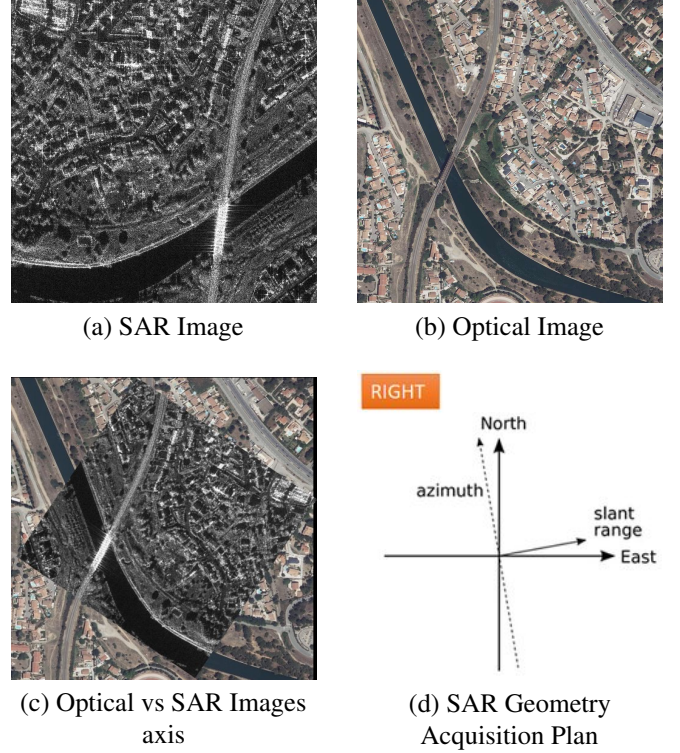 (a) SAR Image
(b) Optical Image
(c) Optical vs SAR Images
axis
RIGHT
North
azimuth
slant
range
East
(d) SAR Geometry
Acquisition Plan